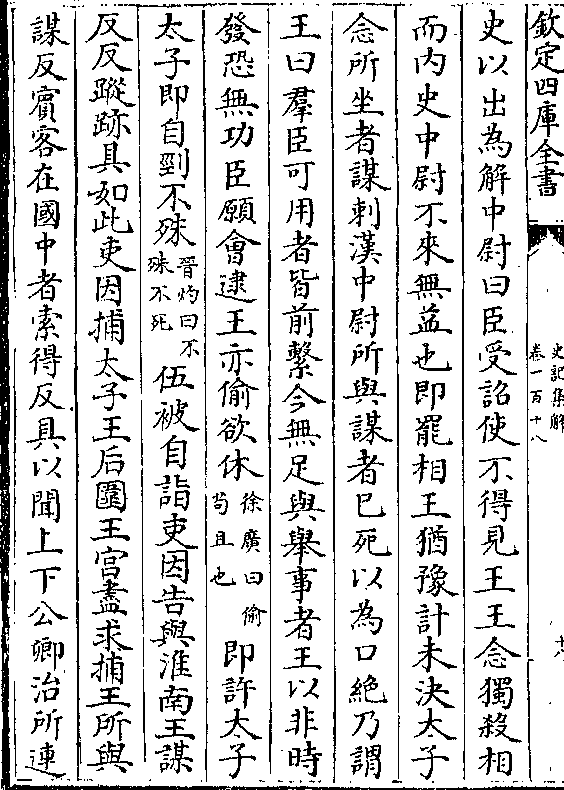 欽定四庫全書
史記集解
卷一百十八
史以出為解中尉曰臣受詔使不得見王王念獨殺相
而内史中尉不來無益也即罷相王猶豫計未決太子
念所坐者謀刺漢中尉所與謀者已死以為口絶乃謂
王曰羣臣可用者皆前繫今無足與舉事者王以非時
發恐無功臣願會逮王亦偷欲休
徐廣曰偷
苟且也
即許太子
太子即自剄不殊
晉灼曰不
殊不死
伍被自詣吏因告與淮南王謀
反反蹤跡具如此吏因捕太子王后圍王宫盡求捕王所與
謀反賓客在國中者索得反具以聞上下公卿治所連